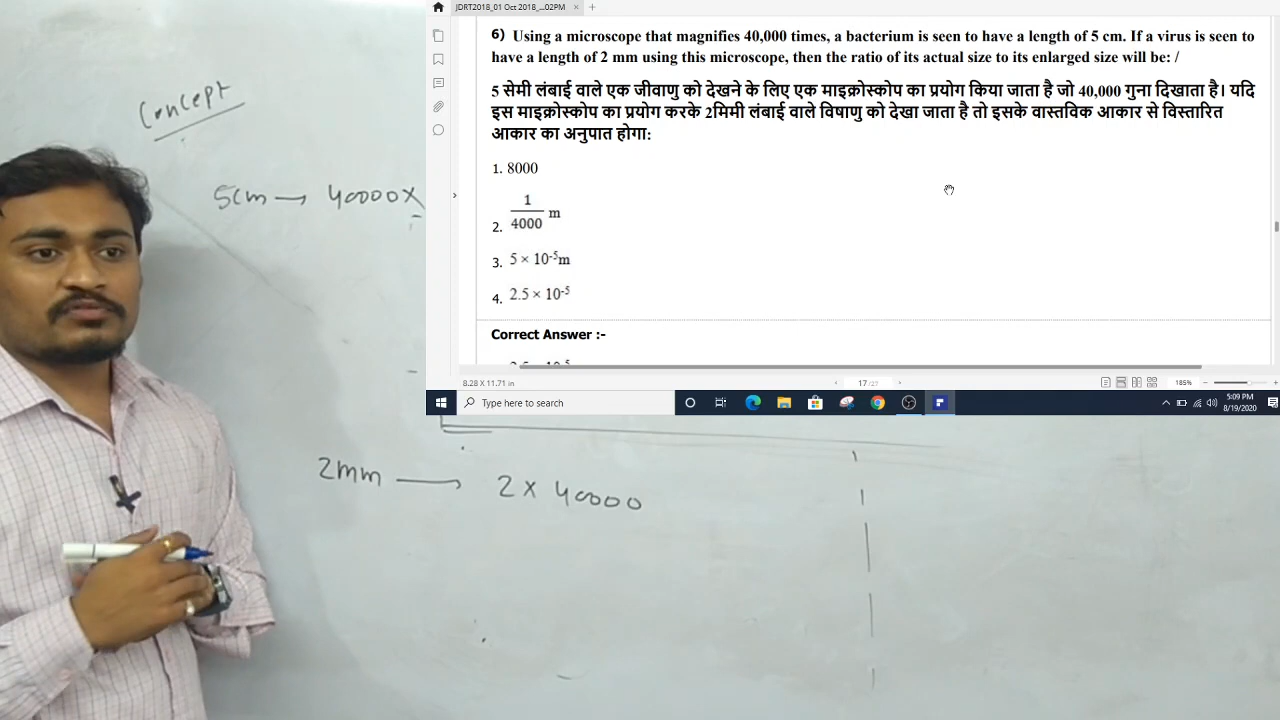 JDRT2018_01 Oct 2018_...02PM
6) Using a microscope that magnifies 40,000 times, a bacterium is seen to have a length of 5 cm. If a virus is seen to
have a length of 2 mm using this microscope, then the ratio of its actual size to its enlarged size will be: /
5 सेमी लंबाई वाले एक जीवाणु को देखने के लिए एक माइक्रोस्कोप का प्रयोग किया जाता है जो 40,000 गुना दिखाता है। यदि
इस माइक्रोस्कोप का प्रयोग करके 2मिमी लंबाई वाले विषाणु को देखा जाता है तो इसके वास्तविक आकार से विस्तारित
आकार का अनुपात होगा:
1. 8000
2. 1/4000 m
3. 5 × 10⁻⁵m
4. 2.5 × 10⁻⁵
Correct Answer :-
8.28 X 11.71 in
17 /27
185%
Type here to search
5:09 PM
8/19/2020
Concept
5cm → 40000X
2mm → 2 X 40000